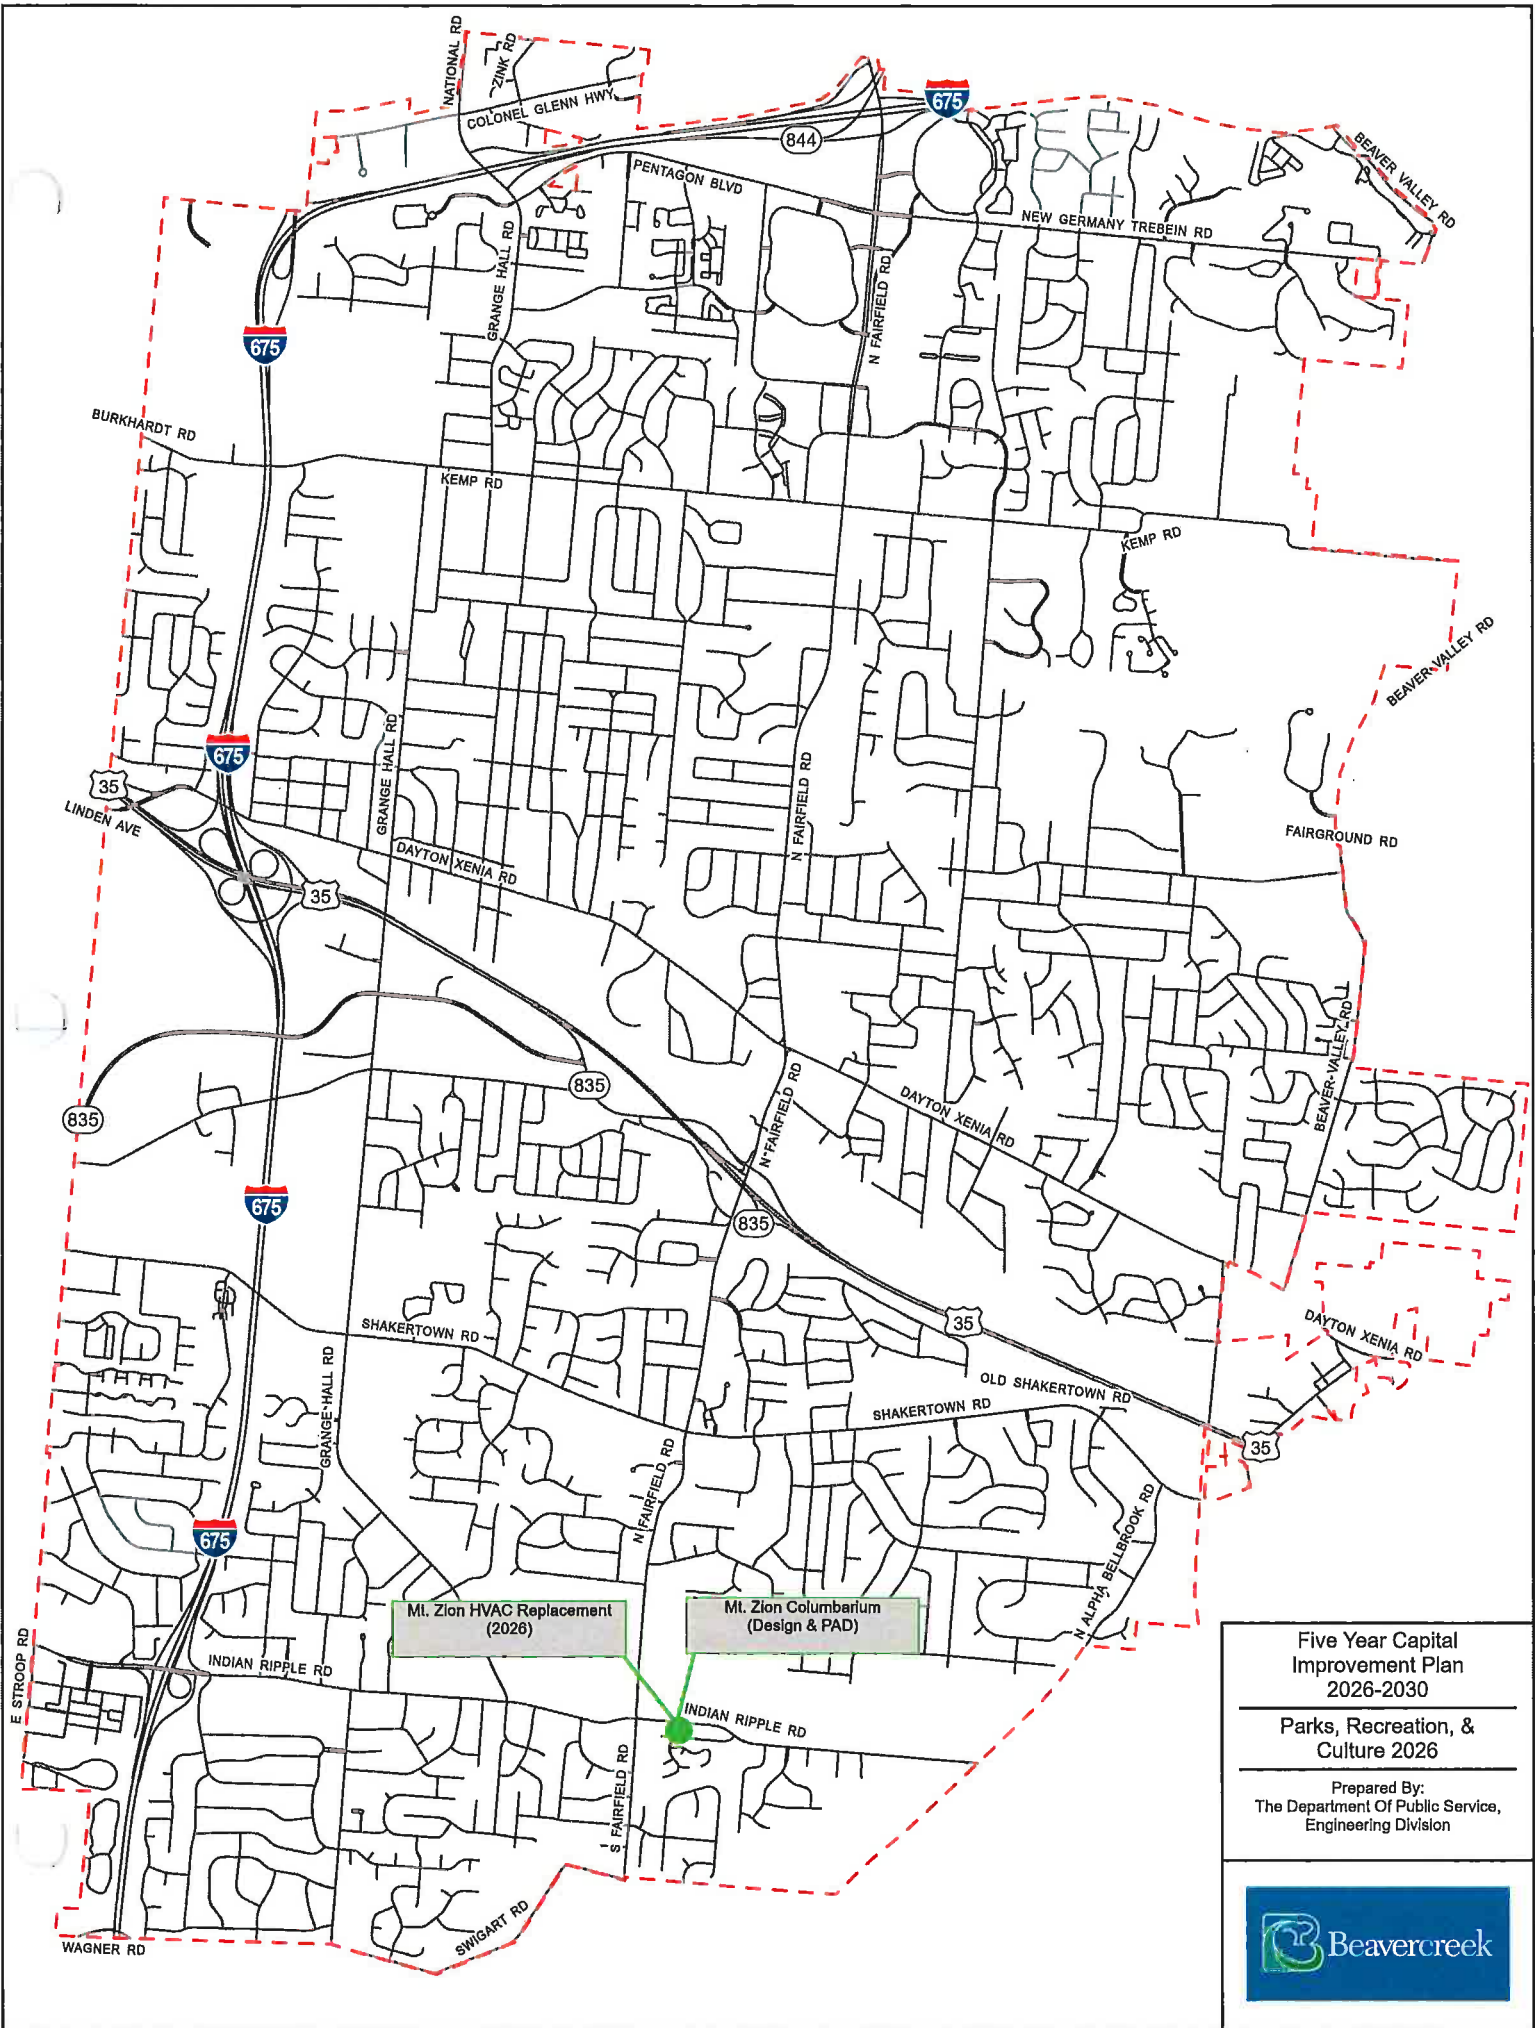 NATIONAL RD
ZINK RD
COLONEL GLENN HWY
675
844
BEAVER VALLEY RD
PENTAGON BLVD
NEW GERMANY TREBEIN RD
GRANGE HALL RD
N FAIRFIELD RD
675
BURKHARDT RD
KEMP RD
KEMP RD
BEAVER-VALLEY RD
GRANGE HALL RD
675
N FAIRFIELD RD
35
LINDEN AVE
FAIRGROUND RD
DAYTON XENIA RD
35
BEAVER-VALLEY-RD
835
835
N FAIRFIELD RD
DAYTON XENIA RD
675
835
35
SHAKERTOWN RD
DAYTON XENIA RD
GRANGE-HALL RD
OLD SHAKERTOWN RD
SHAKERTOWN RD
35
N FAIRFIELD RD
675
N ALPHA BELLBROOK RD
Mt. Zion HVAC Replacement
(2026)
Mt. Zion Columbarium
(Design & PAD)
E STROOP RD
INDIAN RIPPLE RD
INDIAN RIPPLE RD
S FAIRFIELD RD
SWIGART RD
WAGNER RD
Five Year Capital
Improvement Plan
2026-2030
Parks, Recreation, &
Culture 2026
Prepared By:
The Department Of Public Service,
Engineering Division
Beavercreek